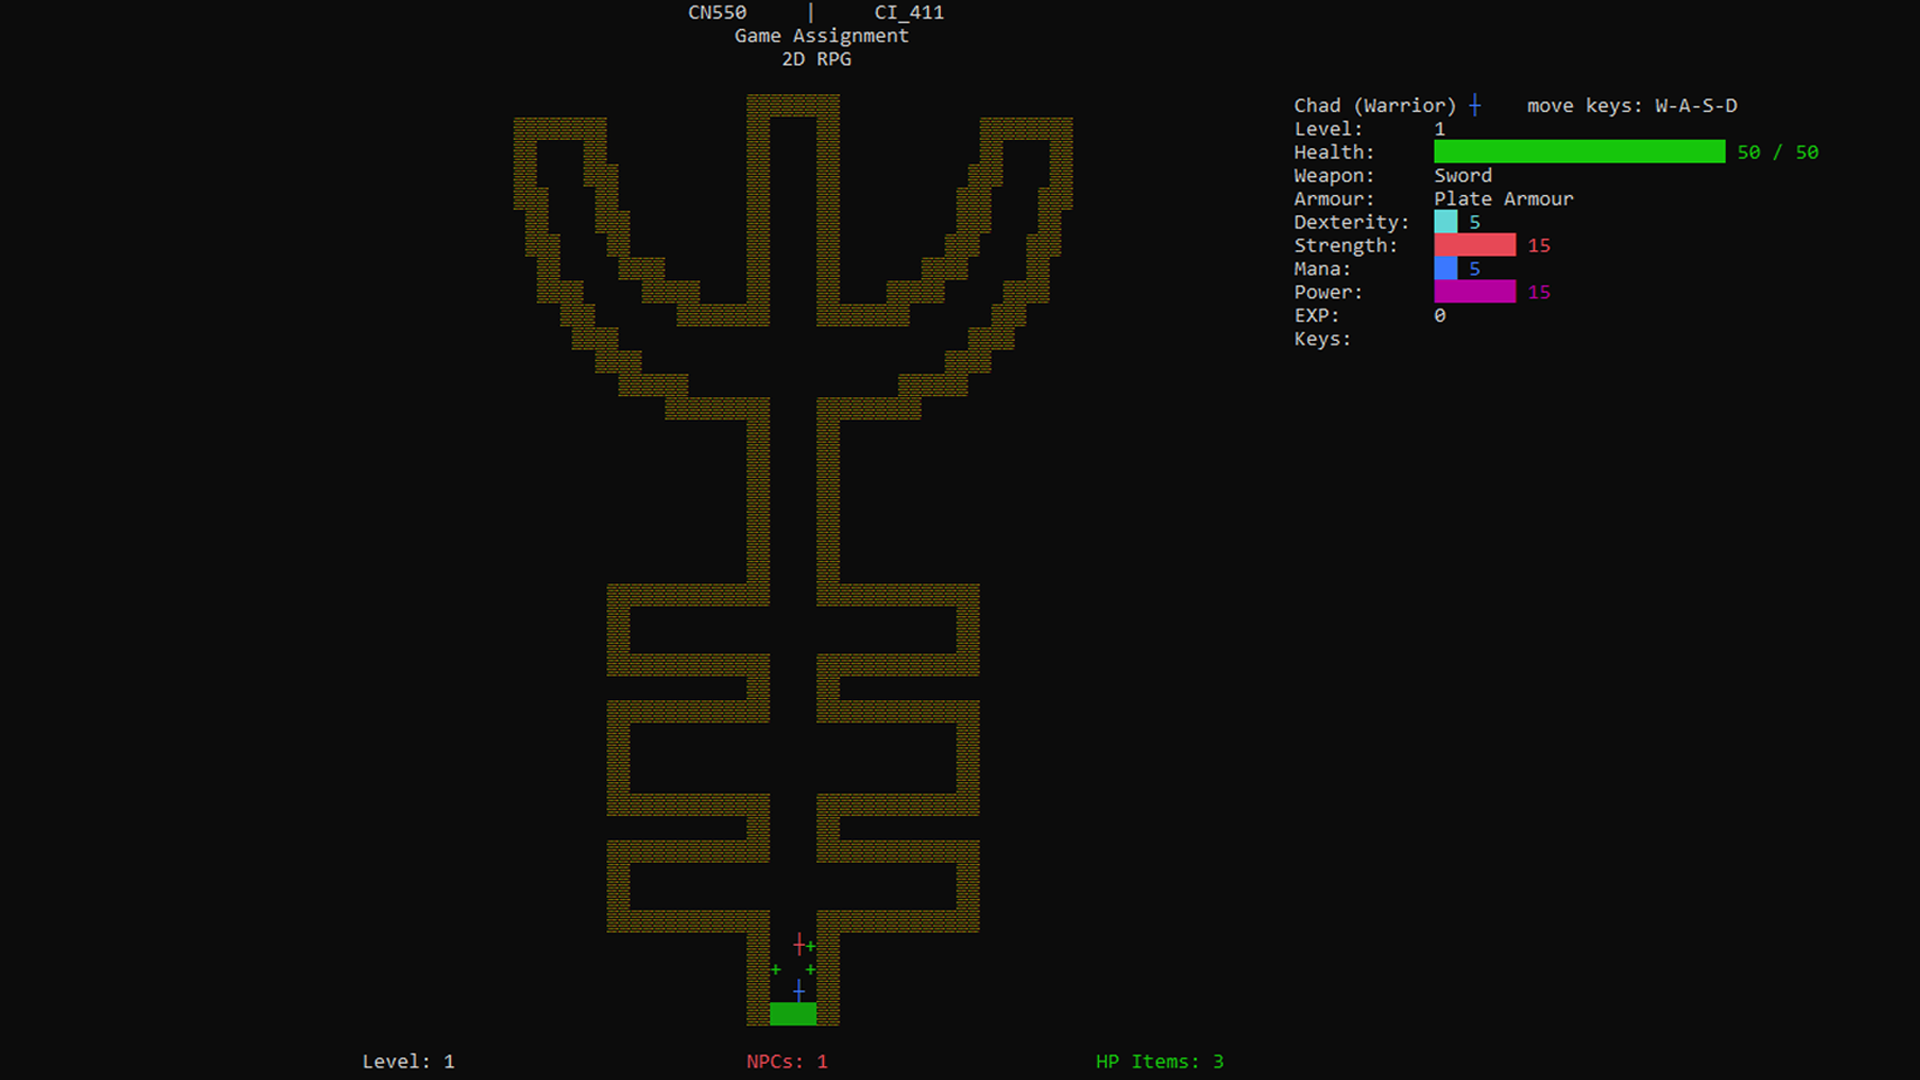 CN550 | CI_411
Game Assignment
2D RPG
Chad (Warrior) ┼ move keys: W-A-S-D
Level: 1
Health: 50 / 50
Weapon: Sword
Armour: Plate Armour
Dexterity: 5
Strength: 15
Mana: 5
Power: 15
EXP: 0
Keys:
Level: 1 NPCs: 1 HP Items: 3